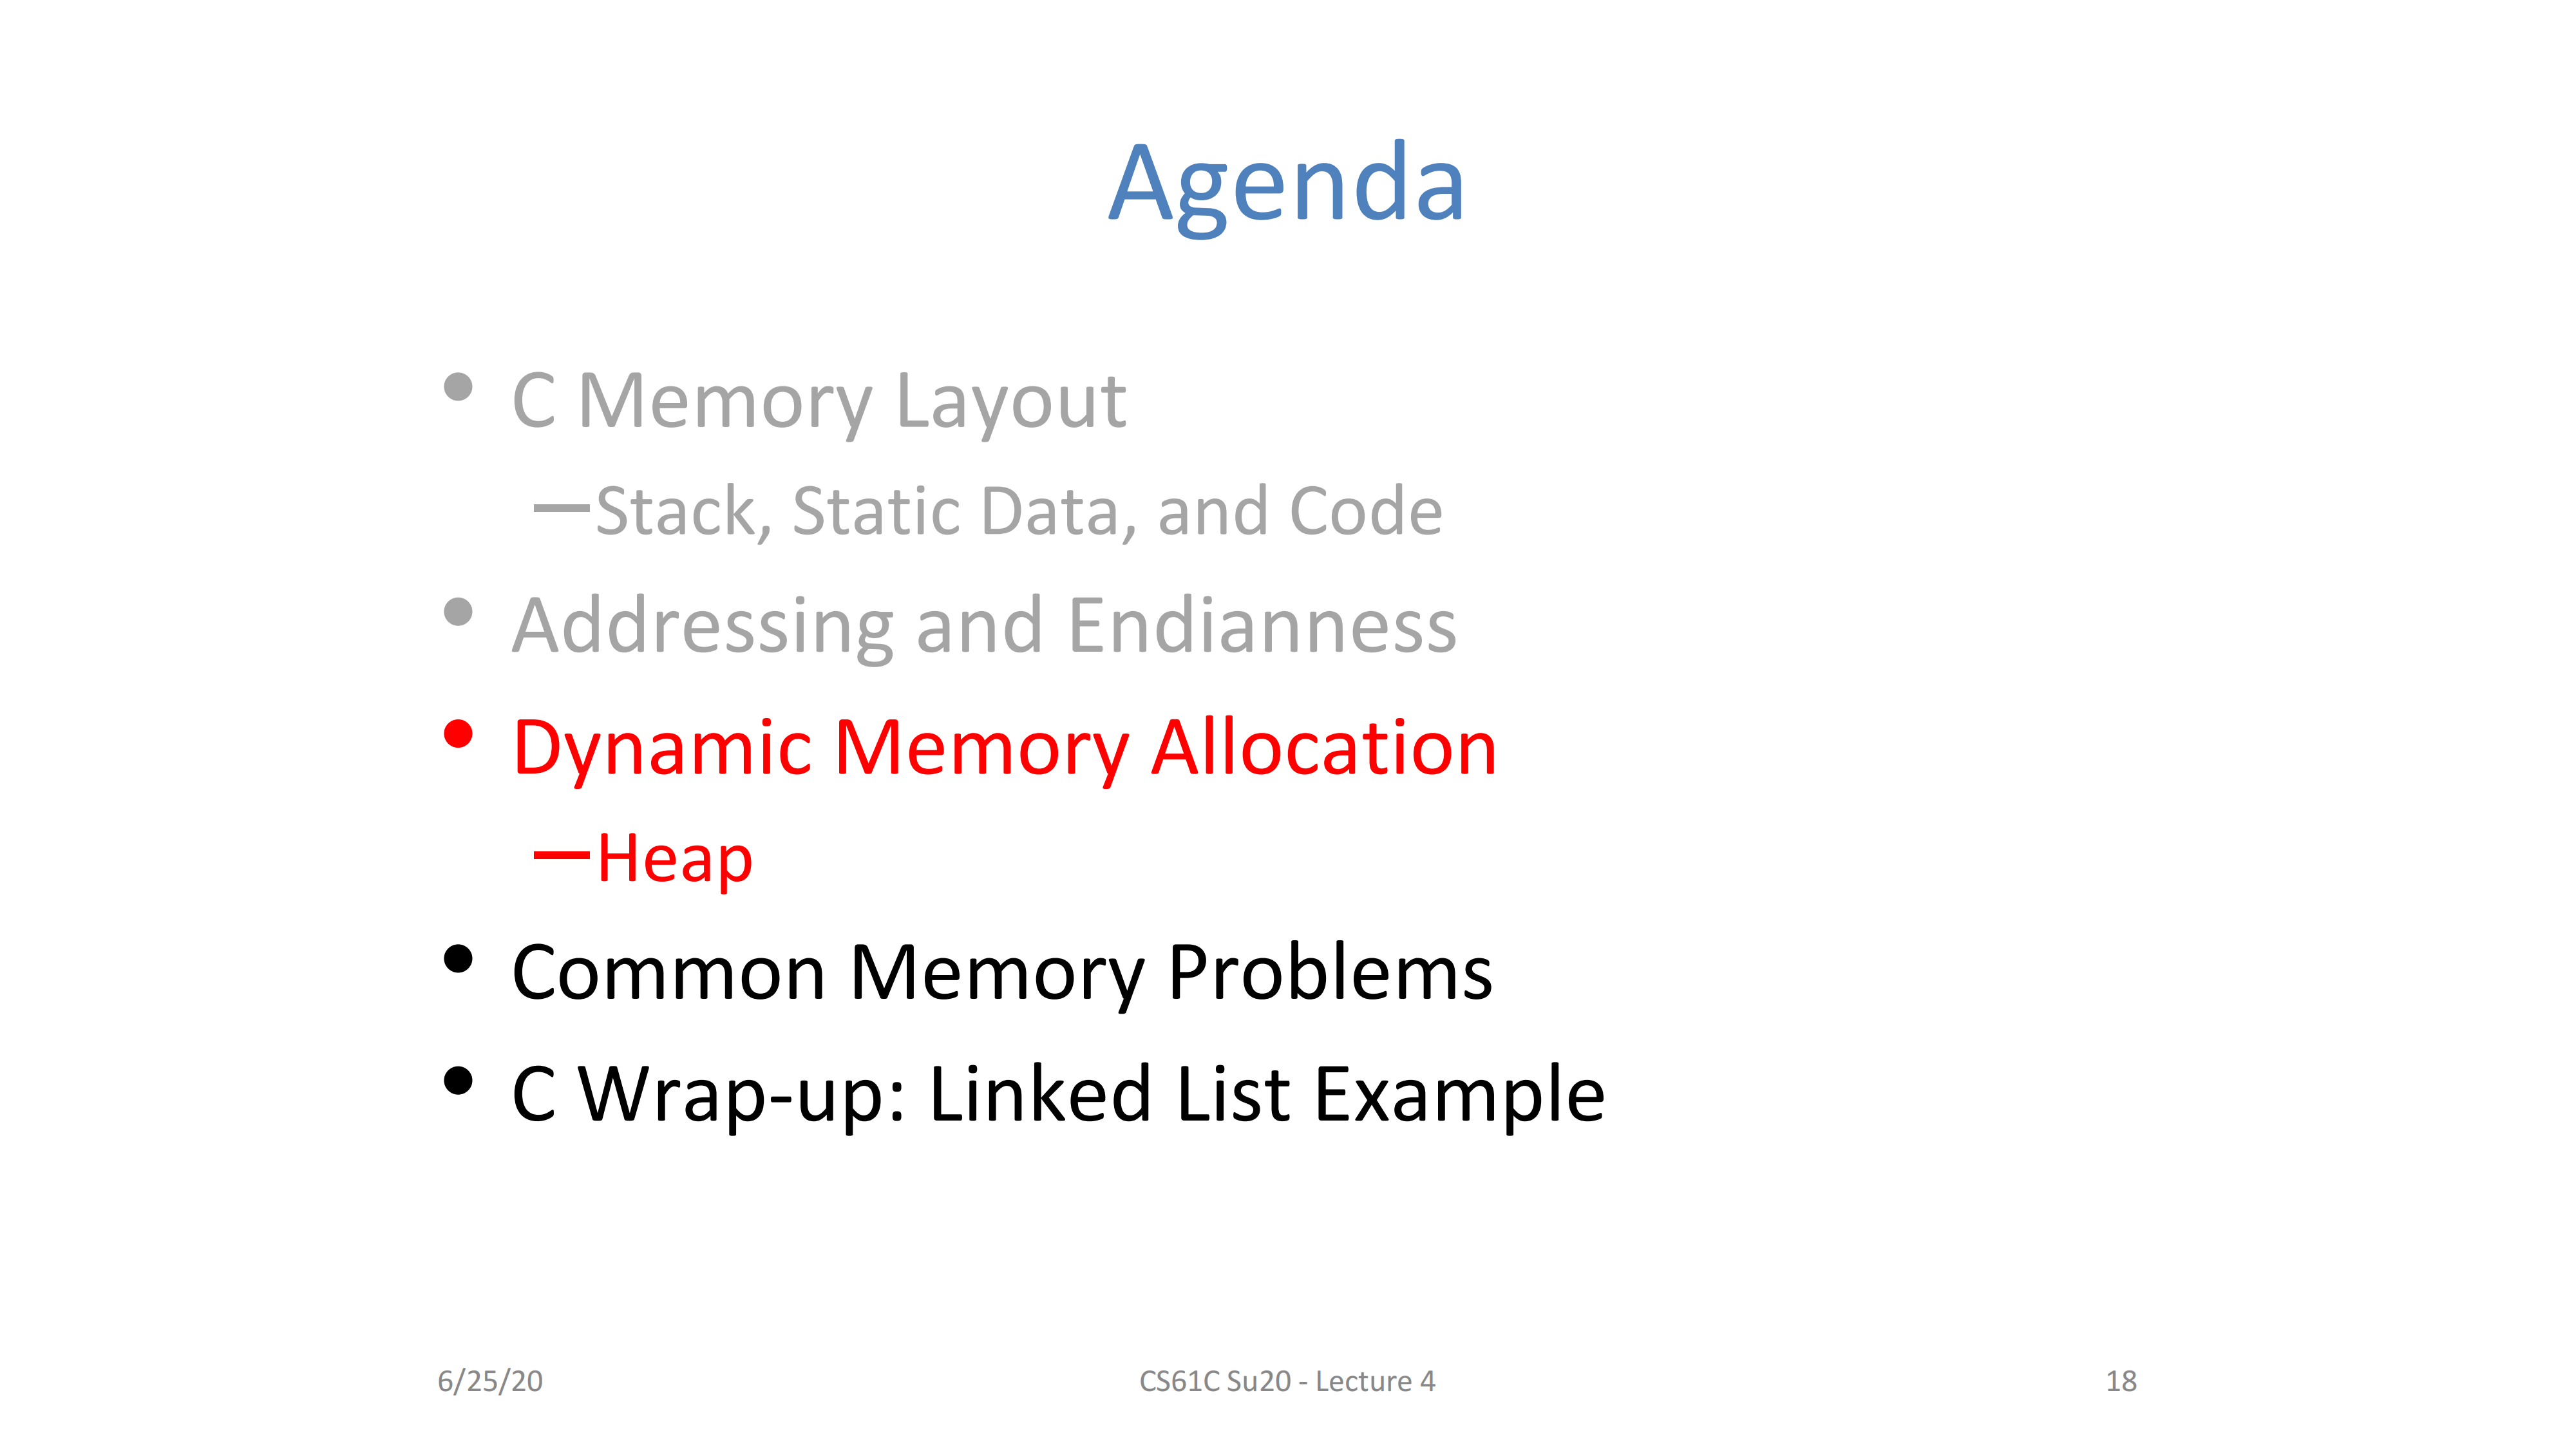 Agenda
• C Memory Layout
—Stack, Static Data, and Code
• Addressing and Endianness
• Dynamic Memory Allocation
—Heap
• Common Memory Problems
• C Wrap-up: Linked List Example
6/25/20
CS61C Su20 - Lecture 4
18